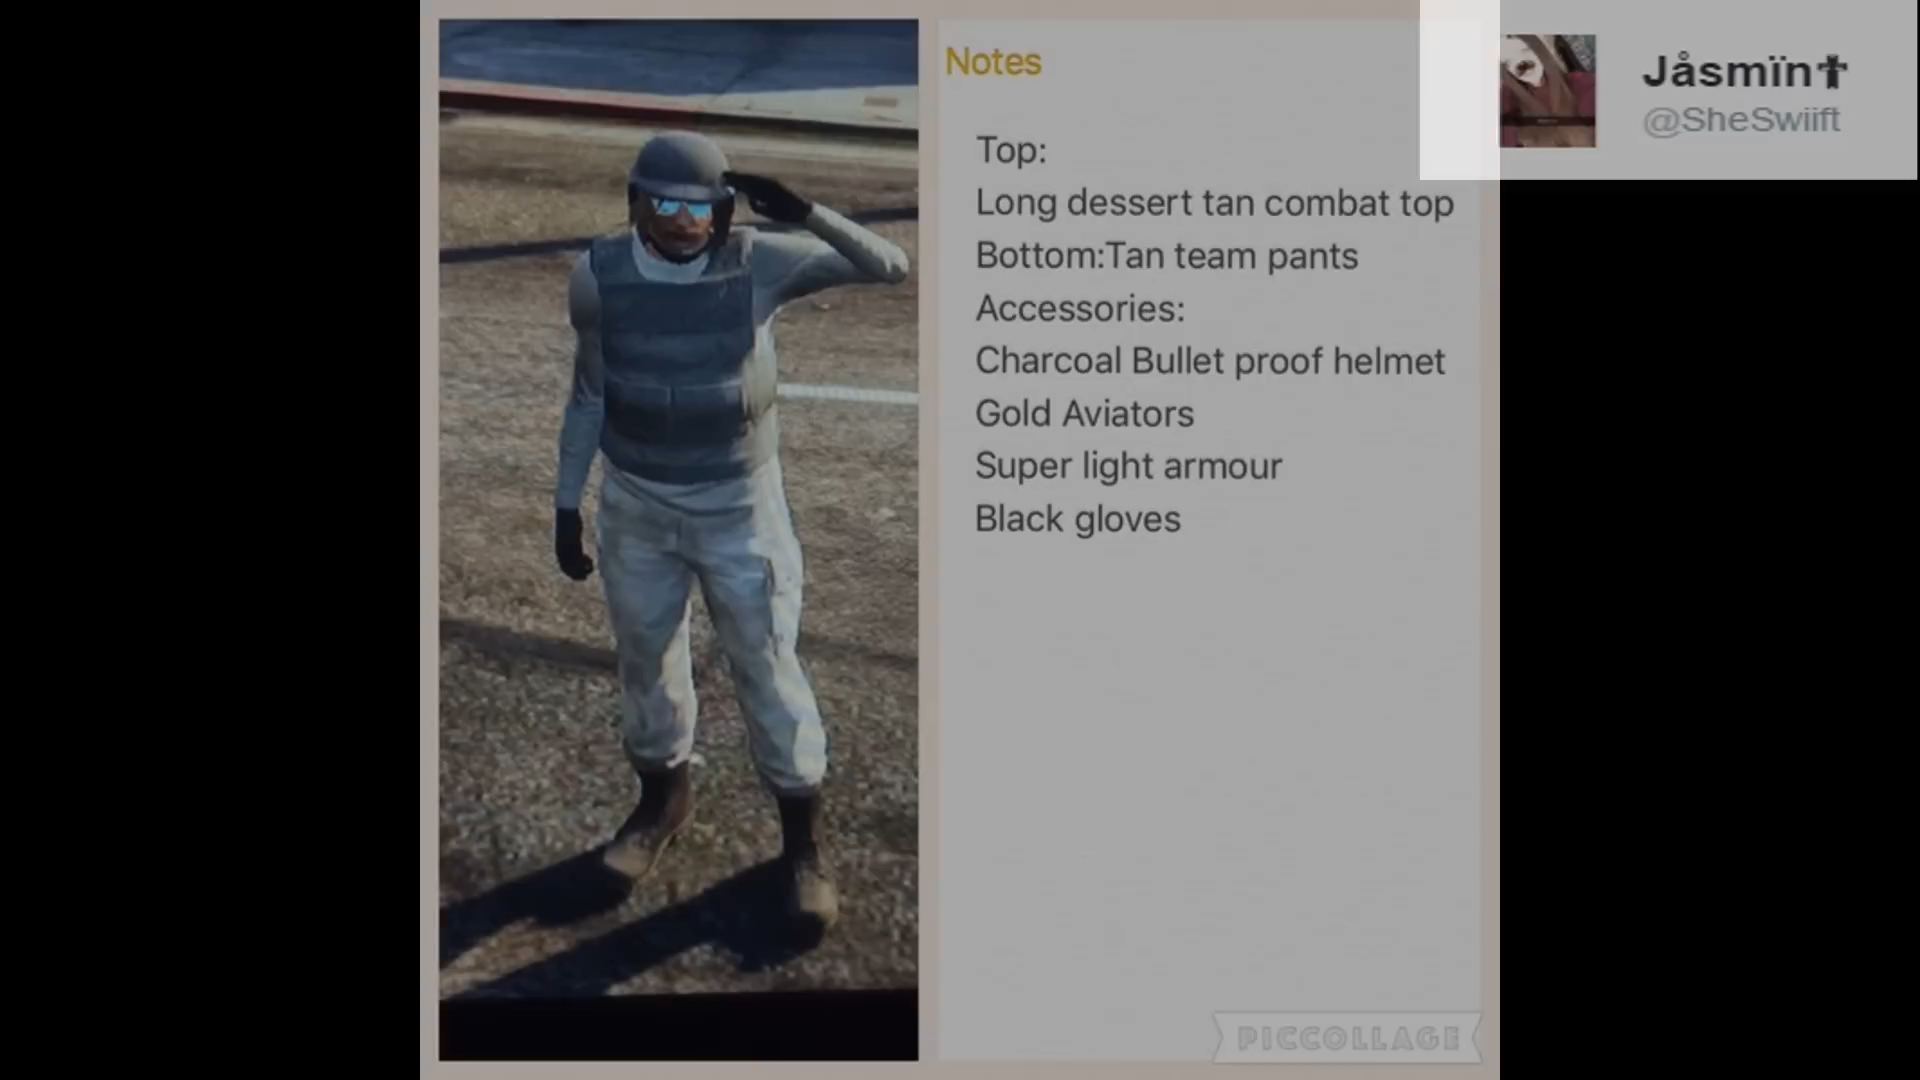 Notes
Top:
Long dessert tan combat top
Bottom:Tan team pants
Accessories:
Charcoal Bullet proof helmet
Gold Aviators
Super light armour
Black gloves
Jåsmïn✝
@SheSwiift
PICCOLLAGE